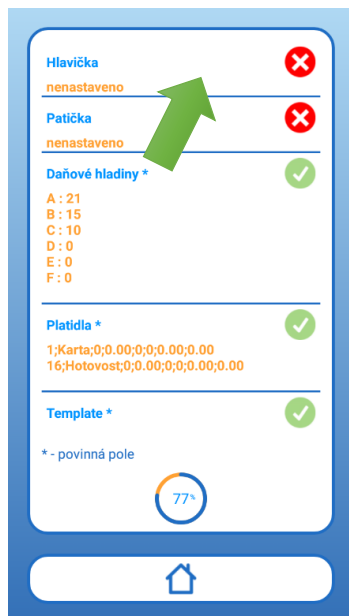 Hlavička
nenastaveno
Patička
nenastaveno
Daňové hladiny *
A : 21
B : 15
C : 10
D : 0
E : 0
F : 0
Platidla *
1;Karta;0;0.00;0;0;0.00;0.00
16;Hotovost;0;0.00;0;0;0.00;0.00
Template *
* - povinná pole
77%